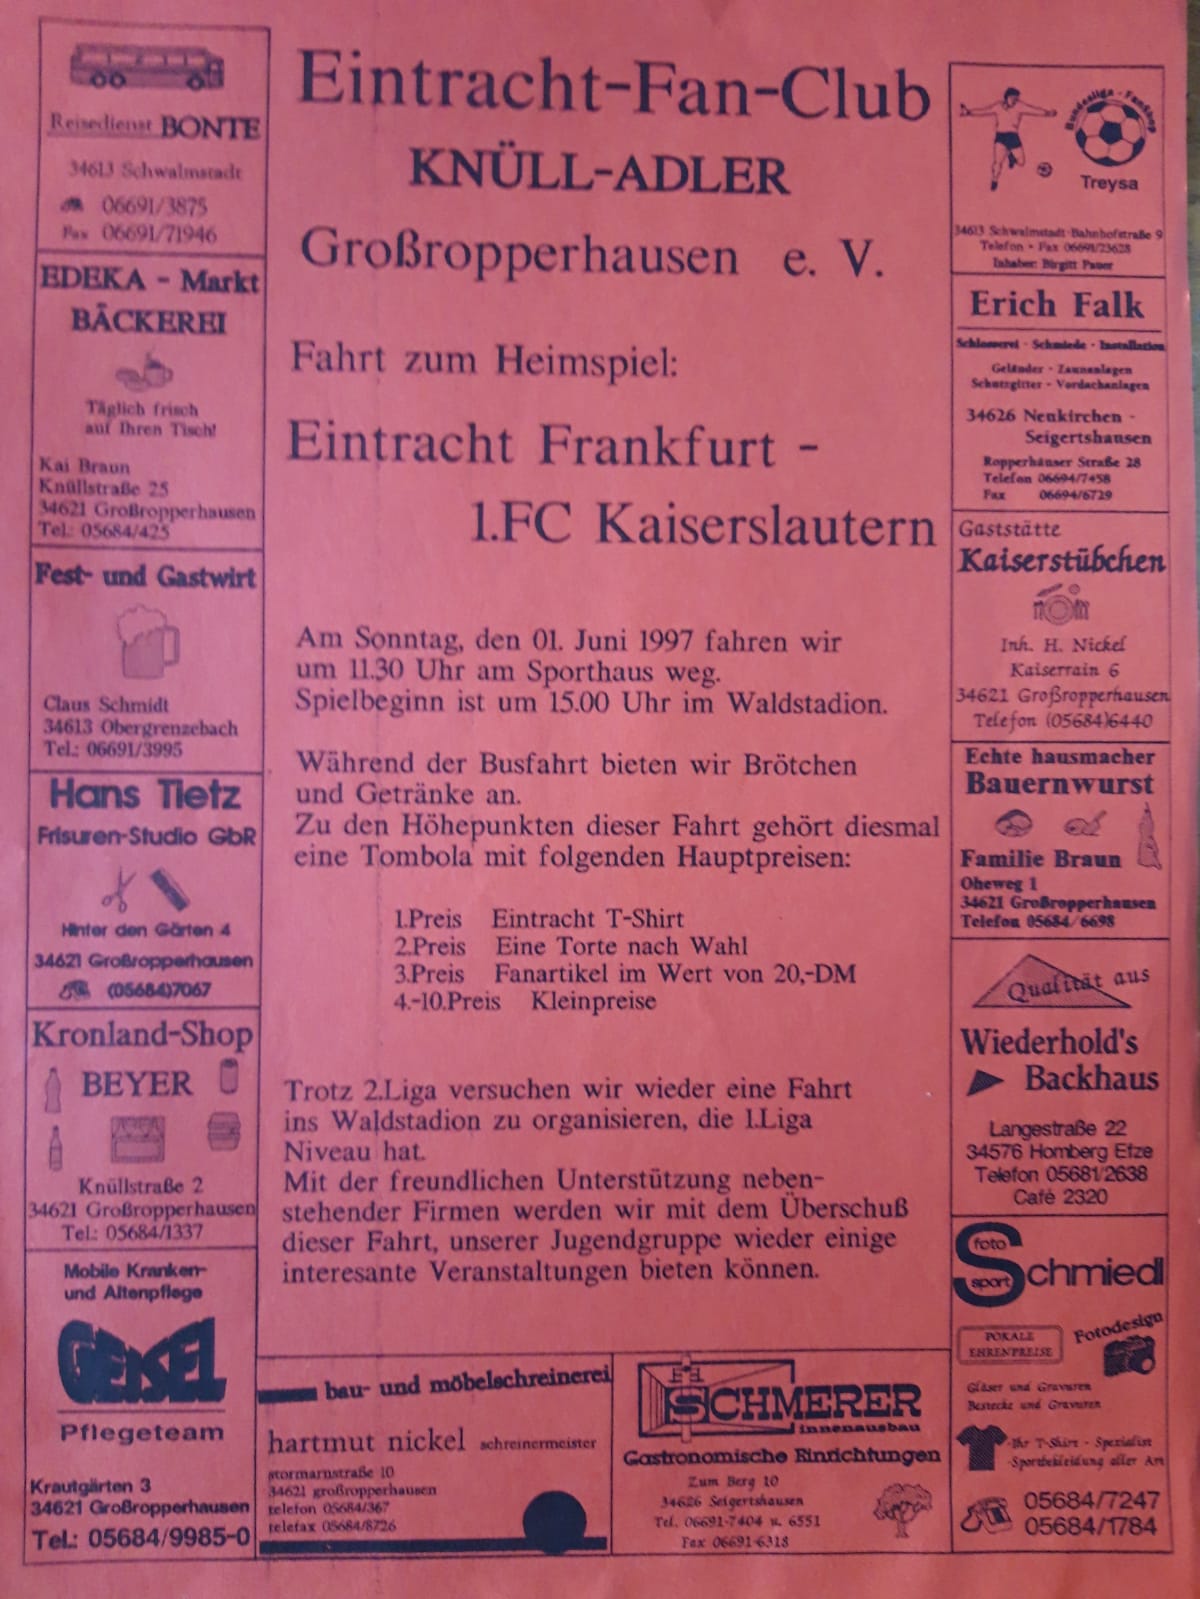 Eintracht-Fan-Club
KNÜLL-ADLER
Großropperhausen e. V.
Fahrt zum Heimspiel:
Eintracht Frankfurt -
1.FC Kaiserslautern
Am Sonntag, den 01. Juni 1997 fahren wir
um 11.30 Uhr am Sporthaus weg.
Spielbeginn ist um 15.00 Uhr im Waldstadion.
Während der Busfahrt bieten wir Brötchen
und Getränke an.
Zu den Höhepunkten dieser Fahrt gehört diesmal
eine Tombola mit folgenden Hauptpreisen:
1.Preis Eintracht T-Shirt
2.Preis Eine Torte nach Wahl
3.Preis Fanartikel im Wert von 20,-DM
4.-10.Preis Kleinpreise
Trotz 2.Liga versuchen wir wieder eine Fahrt
ins Waldstadion zu organisieren, die 1.Liga
Niveau hat.
Mit der freundlichen Unterstützung neben-
stehender Firmen werden wir mit dem Überschuß
dieser Fahrt, unserer Jugendgruppe wieder einige
interesante Veranstaltungen bieten können.
Reisedienst BONTE
34613 Schwalmstadt
06691/3875
Fax 06691/71946
EDEKA - Markt
BÄCKEREI
Täglich frisch
auf Ihren Tisch!
Kai Braun
Knüllstraße 25
34621 Großropperhausen
Tel.: 05684/425
Fest- und Gastwirt
Claus Schmidt
34613 Obergrenzebach
Tel.: 06691/3995
Hans Tietz
Frisuren-Studio GbR
Hinter den Gärten 4
34621 Großropperhausen
(05684)7067
Kronland-Shop
BEYER
Knüllstraße 2
34621 Großropperhausen
Tel.: 05684/1337
Mobile Kranken-
und Altenpflege
GEISEL
Pflegeteam
Krautgärten 3
34621 Großropperhausen
Tel.: 05684/9985-0
bau- und möbelschreinerei
hartmut nickel schreinermeister
stormarnstraße 10
34621 großropperhausen
telefon 05684/367
telefax 05684/8726
SCHMERER
innenausbau
Gastronomische Einrichtungen
Zum Berg 10
34626 Seigertshausen
Tel. 06691-7404 u. 6551
Fax 06691-6318
Bundesliga - FanShop
Treysa
34613 Schwalmstadt-Bahnhofstraße 9
Telefon - Fax 06691/23628
Inhaber: Birgitt Pauer
Erich Falk
Schlosserei - Schmiede - Installation
Geländer - Zaunanlagen
Schutzgitter - Vordachanlagen
34626 Neukirchen -
Seigertshausen
Ropperhäuser Straße 28
Telefon 06694/7458
Fax 06694/6729
Gaststätte
Kaiserstübchen
Inh. H. Nickel
Kaiserrain 6
34621 Großropperhausen
Telefon (05684)6440
Echte hausmacher
Bauernwurst
Familie Braun
Oheweg 1
34621 Großropperhausen
Telefon 05684/6698
Qualität aus
Wiederhold's
Backhaus
Langestraße 22
34576 Homberg Efze
Telefon 05681/2638
Café 2320
foto
sport
Schmiedl
POKALE
EHRENPREISE
Fotodesign
Gläser und Gravuren
Bestecke und Gravuren
-Ihr T-Shirt - Spezialist
-Sportbekleidung aller Art
05684/7247
05684/1784